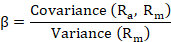 β = Covariance (Rₐ, Rₘ)
Variance (Rₘ)